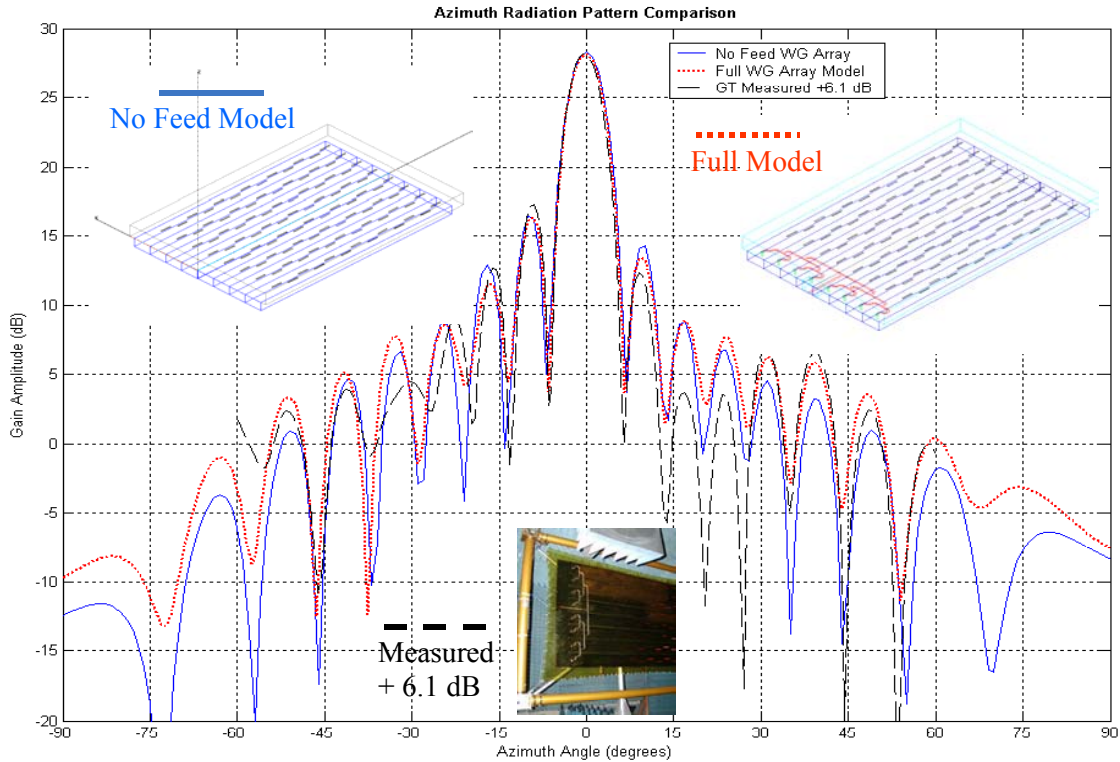 Azimuth Radiation Pattern Comparison
No Feed WG Array
Full WG Array Model
GT Measured +6.1 dB
No Feed Model
Full Model
Measured
+ 6.1 dB
Gain Amplitude (dB)
30
25
20
15
10
5
0
-5
-10
-15
-20
-90
-75
-60
-45
-30
-15
0
15
30
45
60
75
90
Azimuth Angle (degrees)